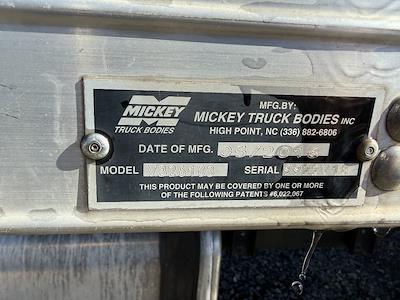 MICKEY
TRUCK BODIES
MFG.BY:
MICKEY TRUCK BODIES INC
HIGH POINT, NC (336) 882-6806
DATE OF MFG.
MODEL SERIAL
THIS PRODUCT MAY BE COVERED BY ONE OR MORE
OF THE FOLLOWING PATENTS #6,022,067